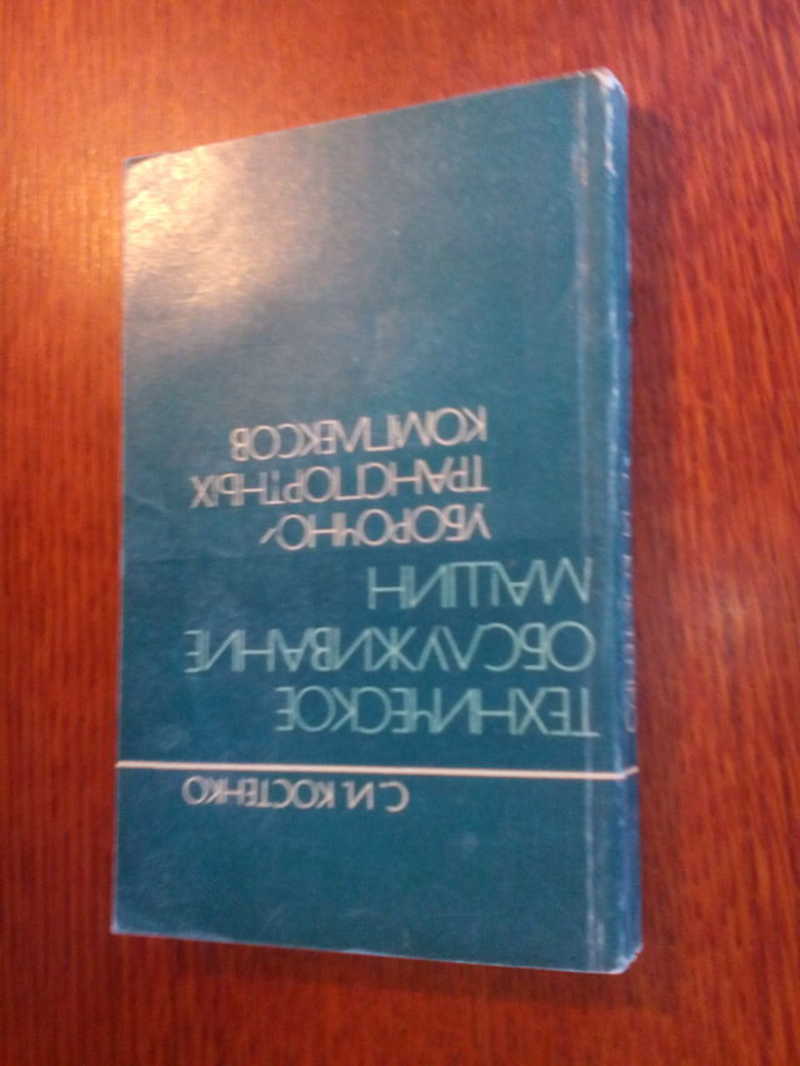 С.И. КОСТЕНКО
ТЕХНИЧЕСКОЕ
ОБСЛУЖИВАНИЕ
МАШИН
УБОРОЧНО-
ТРАНСПОРТНЫХ
КОМПЛЕКСОВ